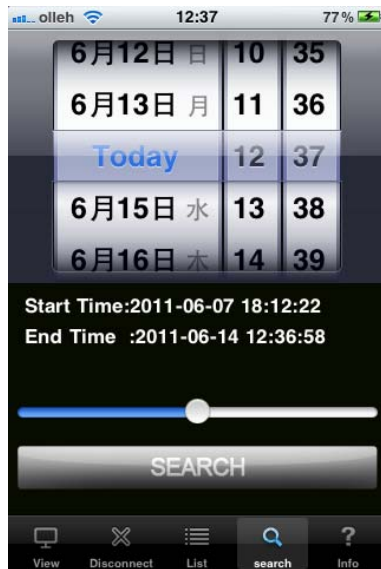 olleh 12:37 77%
6月12日 日 10 35
6月13日 月 11 36
Today 12 37
6月15日 水 13 38
6月16日 木 14 39
Start Time:2011-06-07 18:12:22
End Time :2011-06-14 12:36:58
SEARCH
View Disconnect List search Info